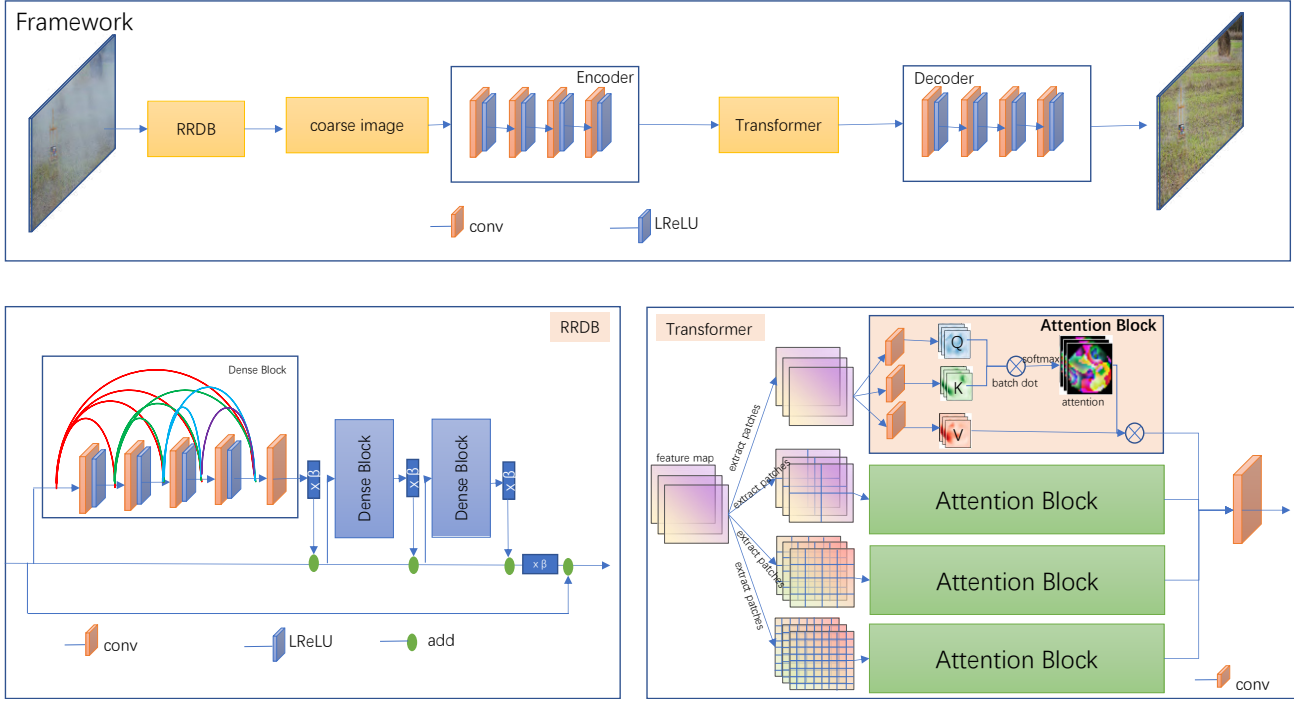 Framework
RRDB
coarse image
Encoder
Transformer
Decoder
conv
LReLU
RRDB
Dense Block
x β
Dense Block
x β
Dense Block
x β
x β
conv
LReLU
add
Transformer
Attention Block
Q
K
V
batch dot
softmax
attention
feature map
extract patches
extract patches
extract patches
extract patches
Attention Block
Attention Block
Attention Block
conv